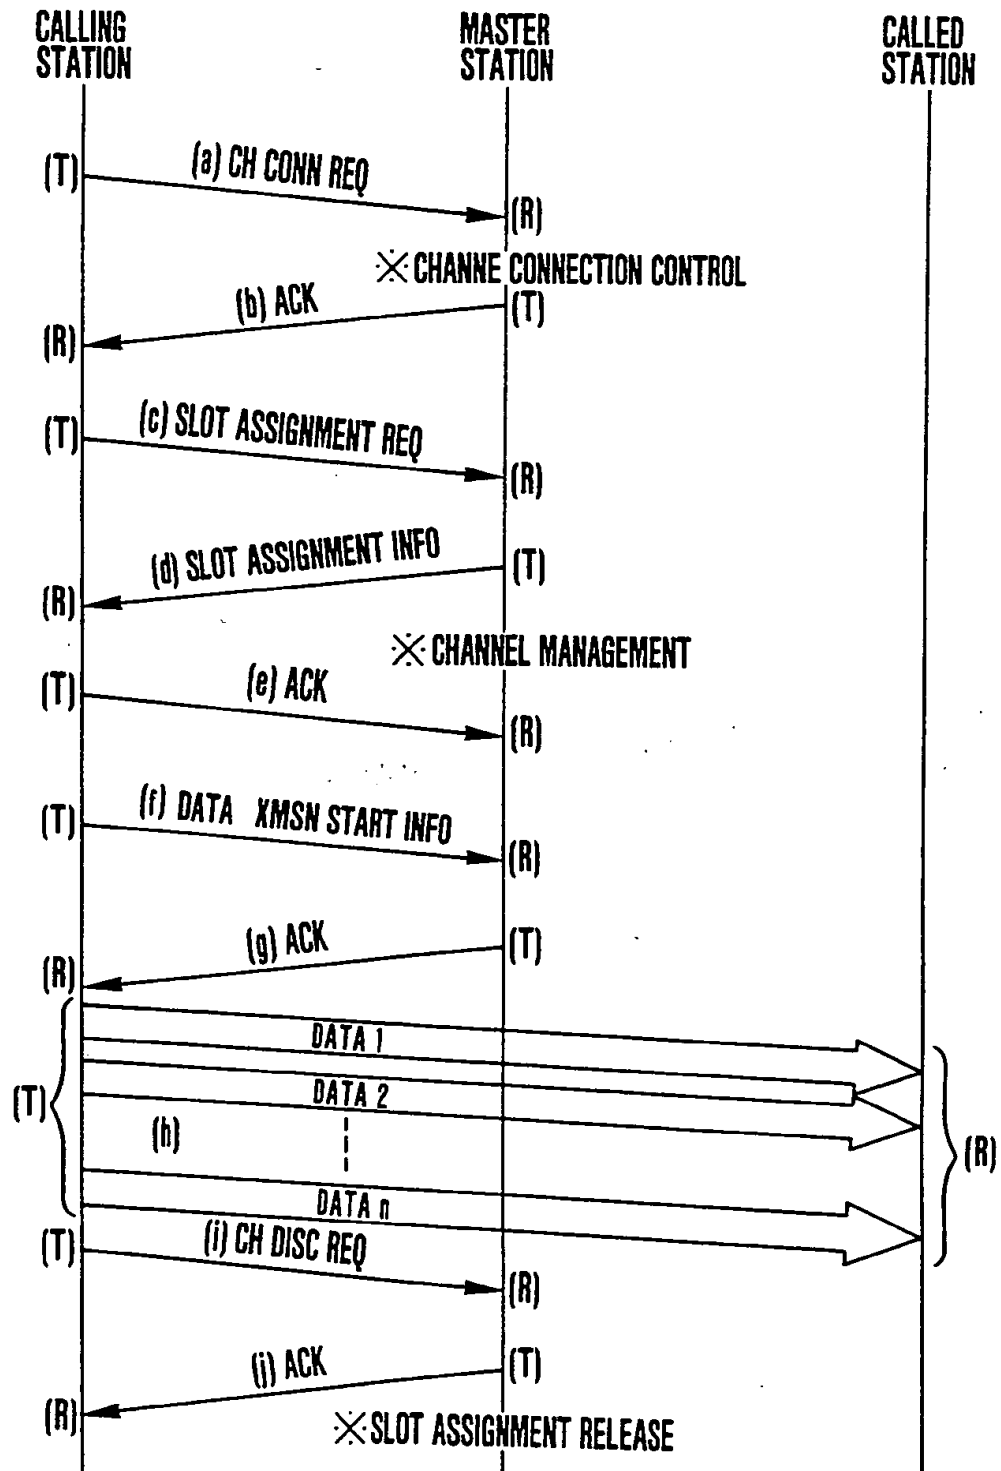 CALLING
STATION
MASTER
STATION
CALLED
STATION
(T)
(a) CH CONN REQ
(R)
※ CHANNE CONNECTION CONTROL
(b) ACK
(T)
(R)
(T)
(c) SLOT ASSIGNMENT REQ
(R)
(d) SLOT ASSIGNMENT INFO
(T)
(R)
※ CHANNEL MANAGEMENT
(T)
(e) ACK
(R)
(T)
(f) DATA XMSN START INFO
(R)
(g) ACK
(T)
(R)
DATA 1
(T)
DATA 2
(h)
(R)
DATA n
(T)
(i) CH DISC REQ
(R)
(j) ACK
(T)
(R)
※ SLOT ASSIGNMENT RELEASE